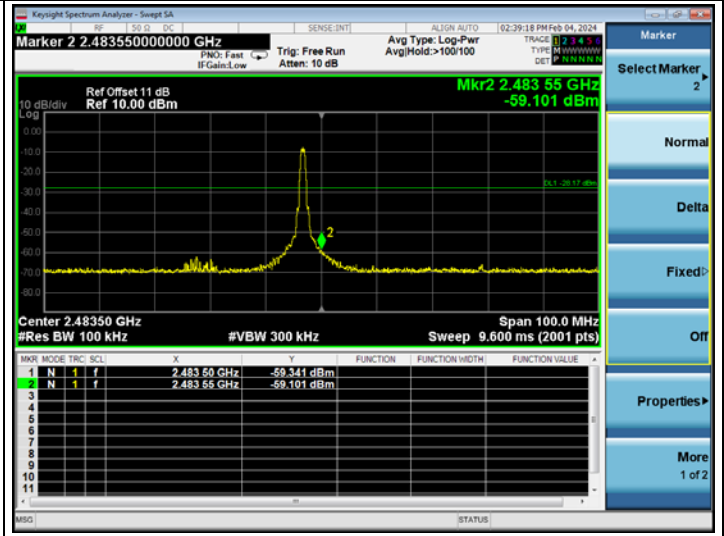 Keysight Spectrum Analyzer - Swept SA
RF 50 Ω DC SENSE:INT ALIGN AUTO 02:39:18 PM Feb 04, 2024
Marker 2 2.483550000000 GHz
PNO: Fast
IFGain:Low
Trig: Free Run
Atten: 10 dB
Avg Type: Log-Pwr
Avg|Hold:>100/100
TRACE 1 2 3 4 5 6
TYPE M W W W W W
DET P N N N N N
Ref Offset 11 dB
Ref 10.00 dBm
10 dB/div
Log
Mkr2 2.483 55 GHz
-59.101 dBm
0.00
-10.0
-20.0
DL1 -28.17 dBm
-30.0
-40.0
-50.0
-60.0
-70.0
-80.0
2
Center 2.48350 GHz
#Res BW 100 kHz
#VBW 300 kHz
Span 100.0 MHz
Sweep 9.600 ms (2001 pts)
MKR MODE TRC SCL X Y FUNCTION FUNCTION WIDTH FUNCTION VALUE
1 N 1 f 2.483 50 GHz -59.341 dBm
2 N 1 f 2.483 55 GHz -59.101 dBm
3
4
5
6
7
8
9
10
11
MSG STATUS
Marker
Select Marker
2
Normal
Delta
Fixed
Off
Properties
More
1 of 2